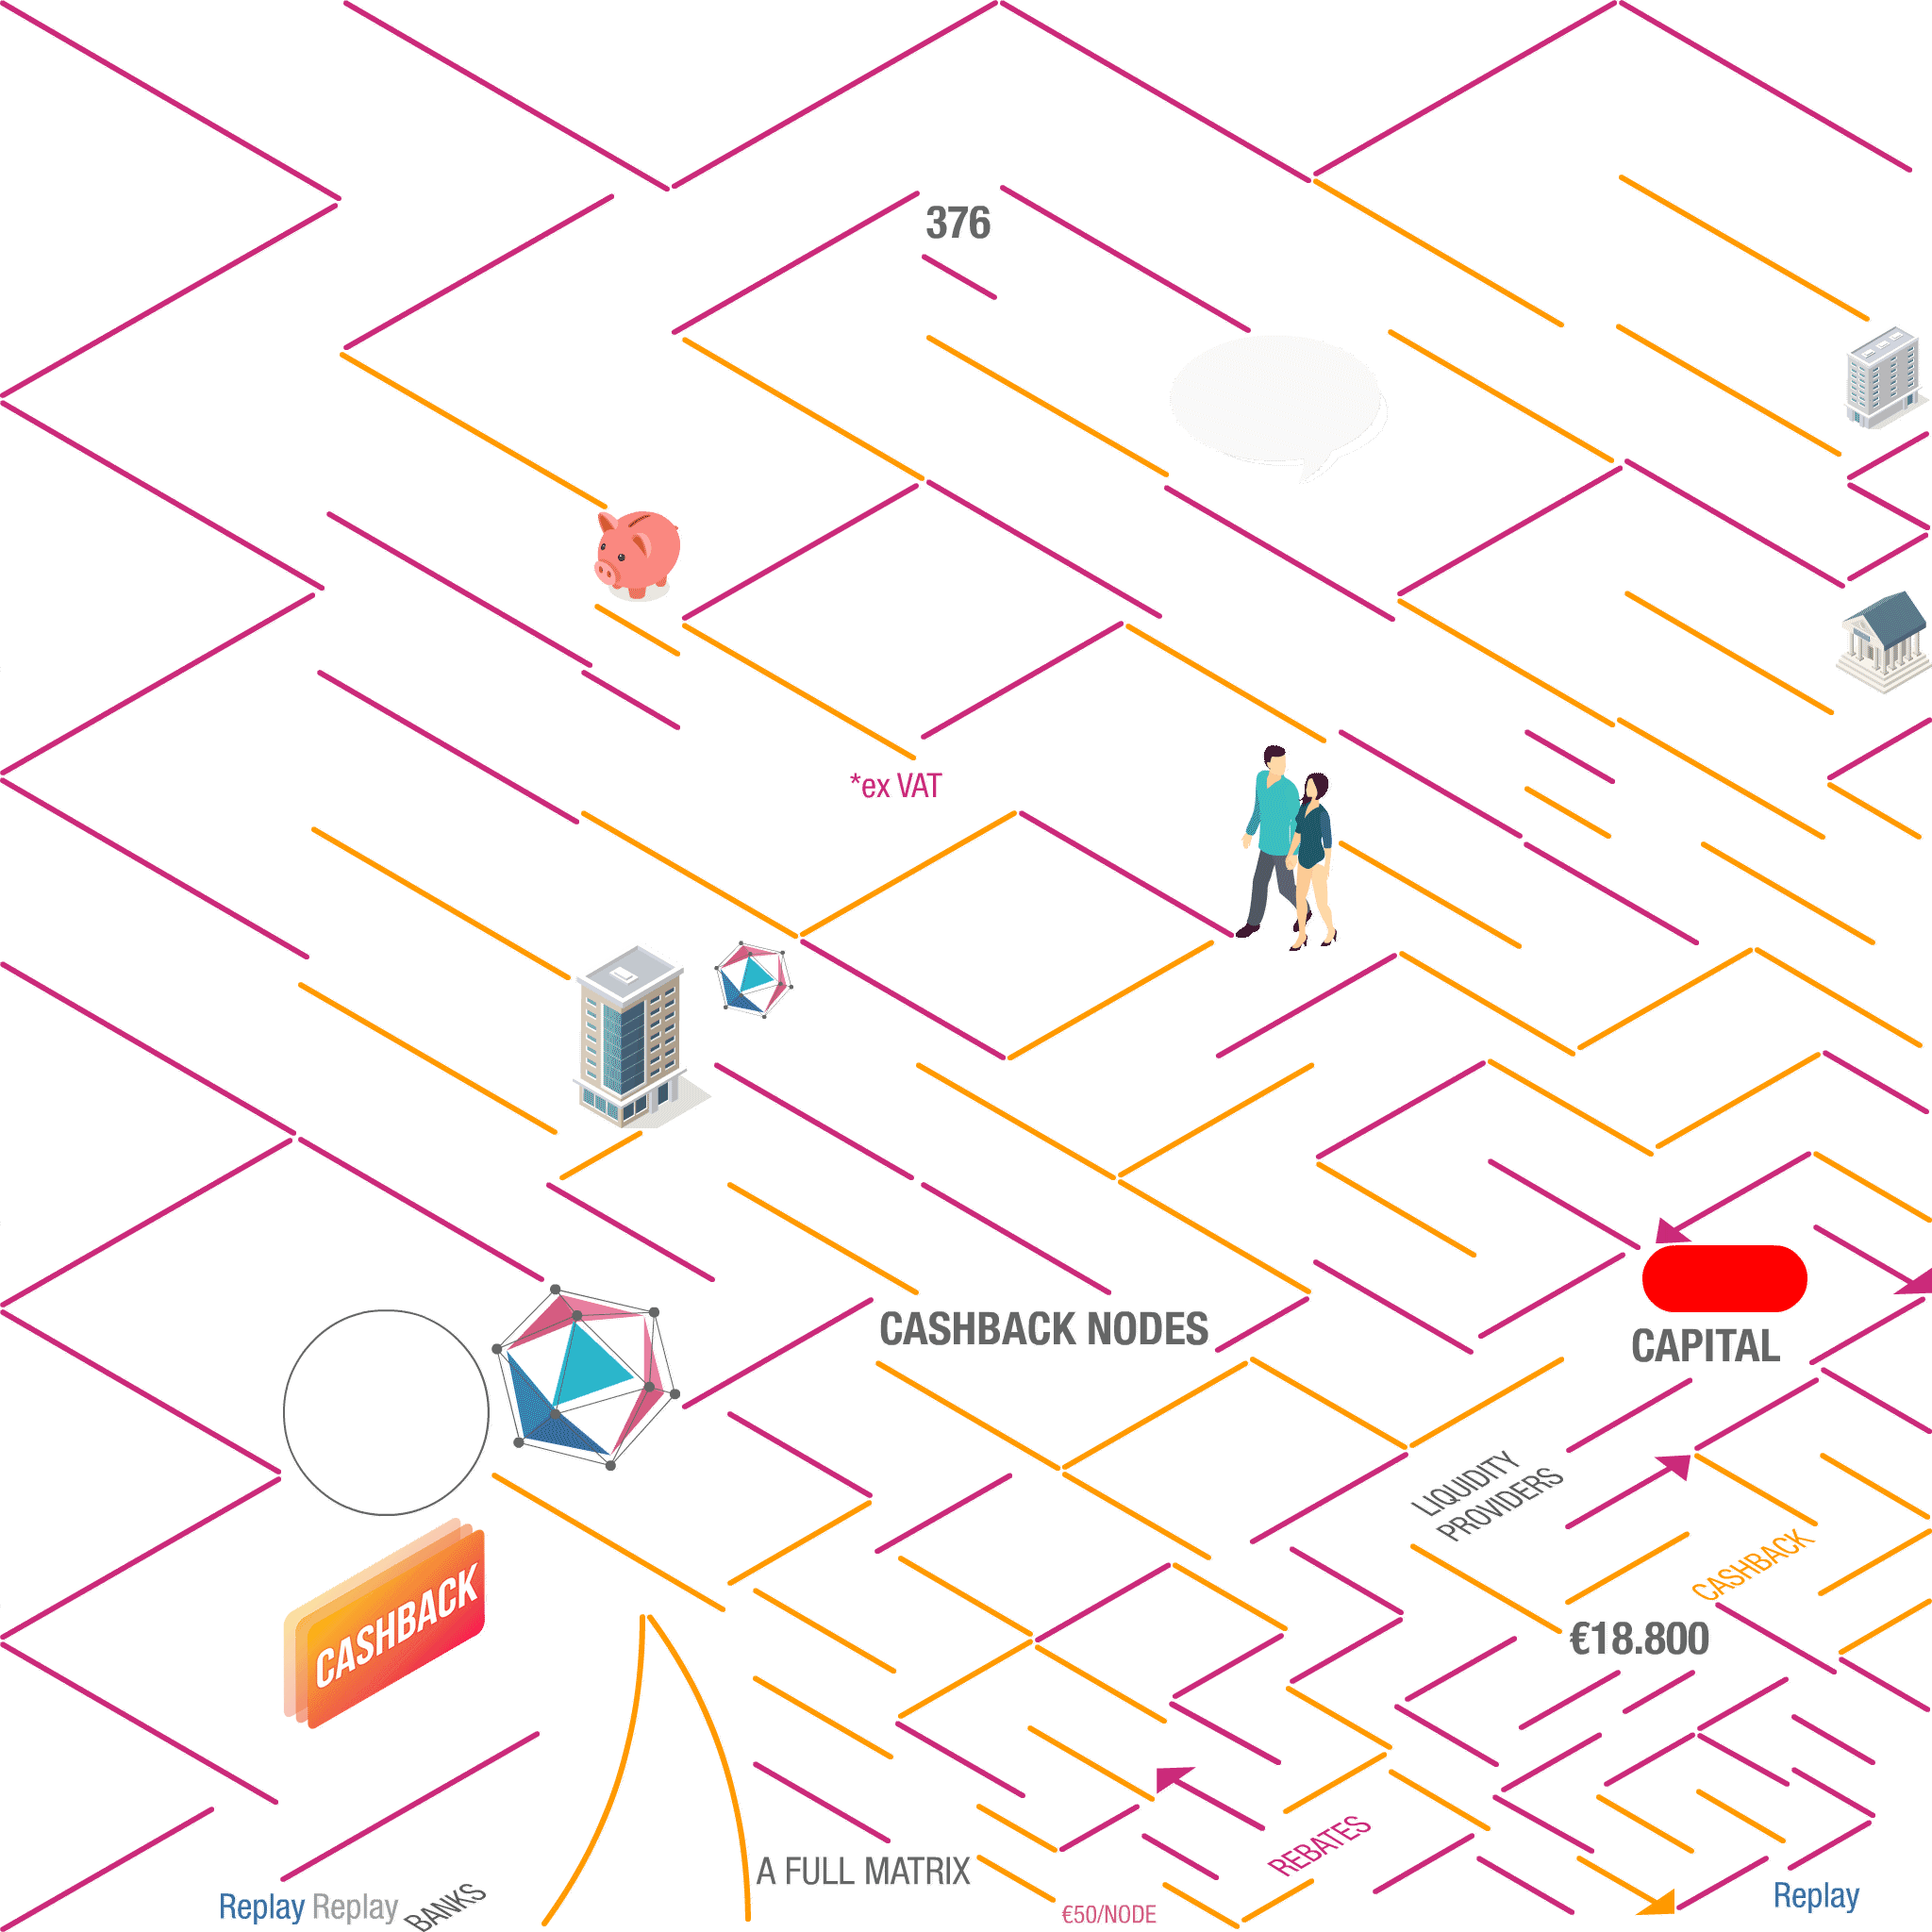 376
*ex VAT
CASHBACK NODES
CAPITAL
LIQUIDITY
PROVIDERS
CASHBACK
CASHBACK
€18.800
REBATES
A FULL MATRIX
Replay Replay BANKS
€50/NODE
Replay